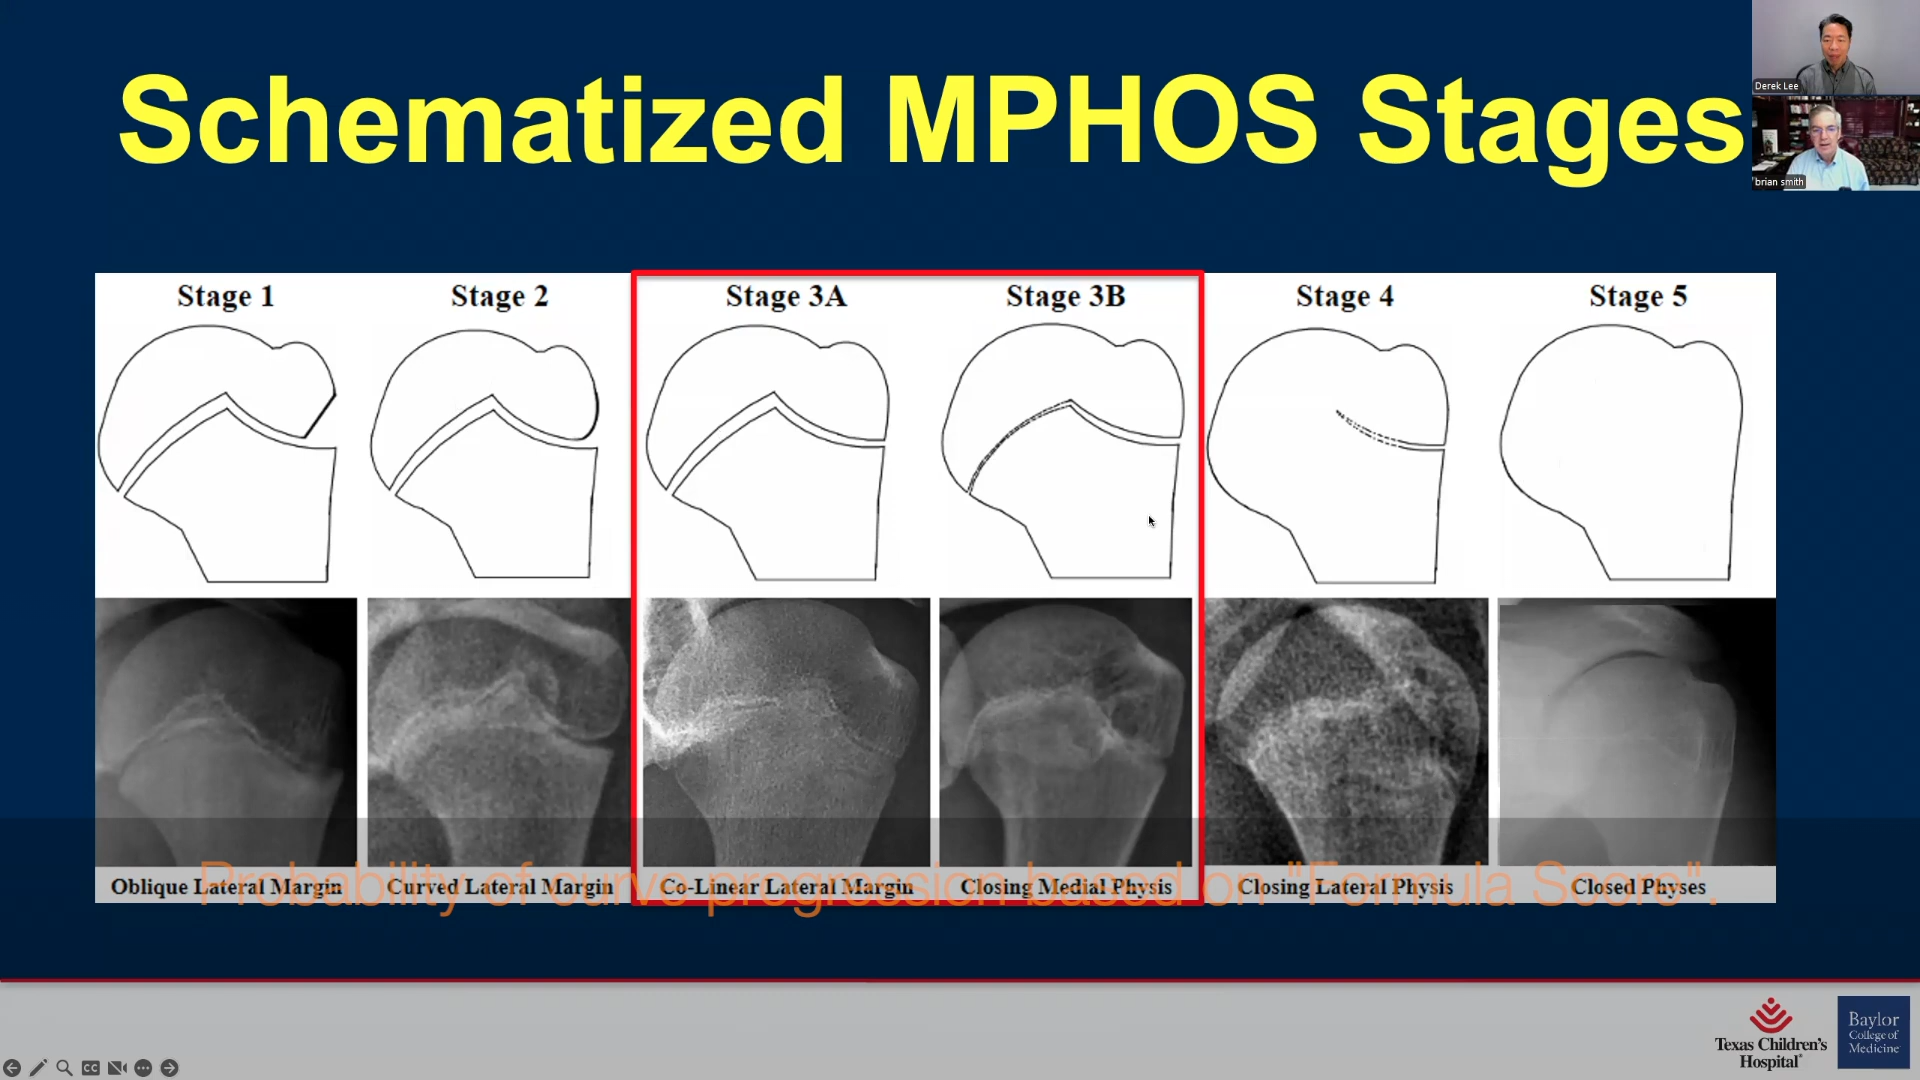 Schematized MPHOS Stages
Derek Lee
brian smith
Stage 1 Stage 2 Stage 3A Stage 3B Stage 4 Stage 5
Oblique Lateral Margin Curved Lateral Margin Co-Linear Lateral Margin Closing Medial Physis Closing Lateral Physis Closed Physes
Probability of curve progression based on "Formula Score".
Texas Children's
Hospital®
Baylor
College of
Medicine
CC